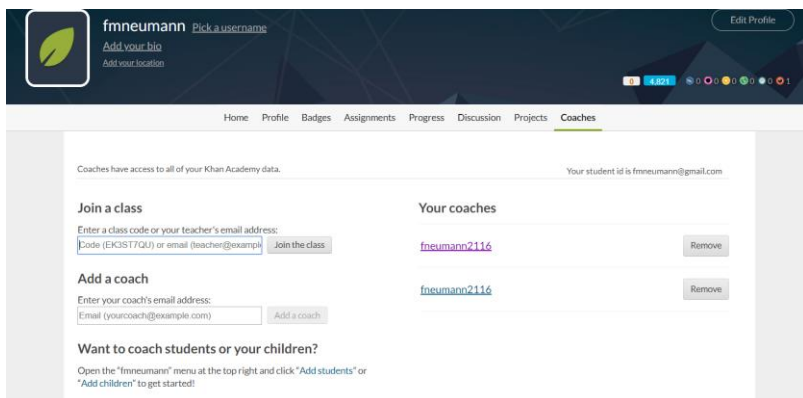 fmneumann Pick a username
Edit Profile
Add your bio
Add your location
0 4,821 0 0 0 0 0 1
Home Profile Badges Assignments Progress Discussion Projects Coaches
Coaches have access to all of your Khan Academy data.
Your student id is fmneumann@gmail.com
Join a class
Enter a class code or your teacher's email address:
Code (EK3ST7QU) or email (teacher@exampl
Join the class
Add a coach
Enter your coach's email address:
Email (yourcoach@example.com)
Add a coach
Want to coach students or your children?
Open the "fmneumann" menu at the top right and click "Add students" or
"Add children" to get started!
Your coaches
fneumann2116
Remove
fneumann2116
Remove